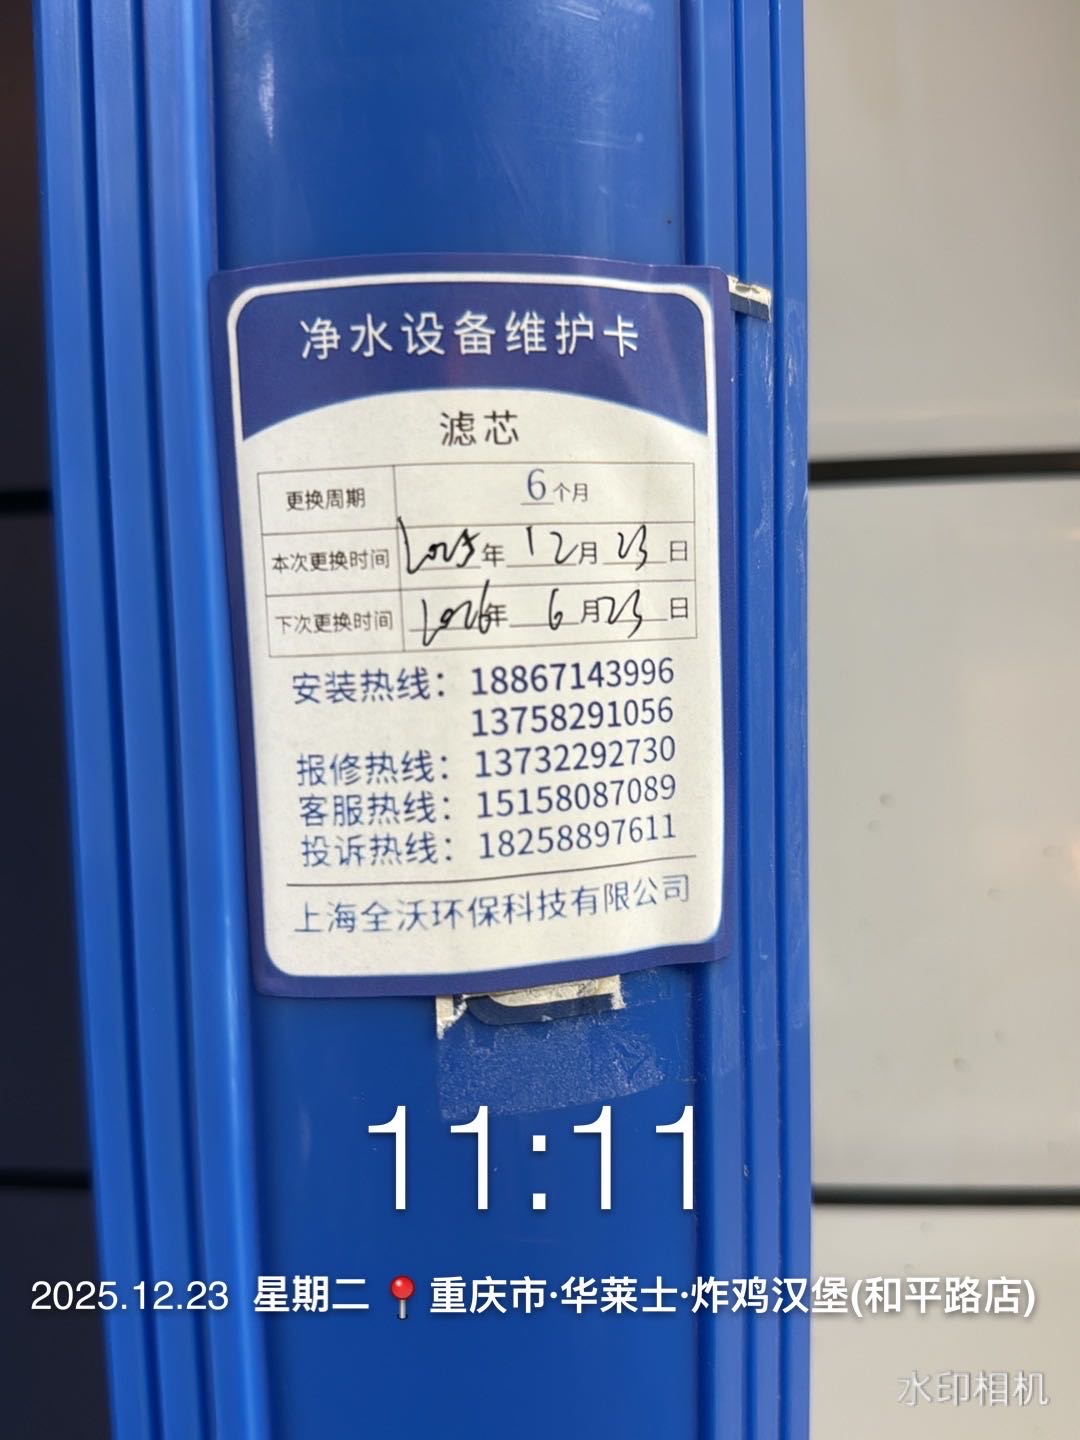 净水设备维护卡
滤芯
更换周期 6个月
本次更换时间 2025年12月23日
下次更换时间 2026年6月23日
安装热线：18867143996
13758291056
报修热线：13732292730
客服热线：15158087089
投诉热线：18258897611
上海全沃环保科技有限公司
11:11
2025.12.23 星期二 重庆市·华莱士·炸鸡汉堡(和平路店)
水印相机